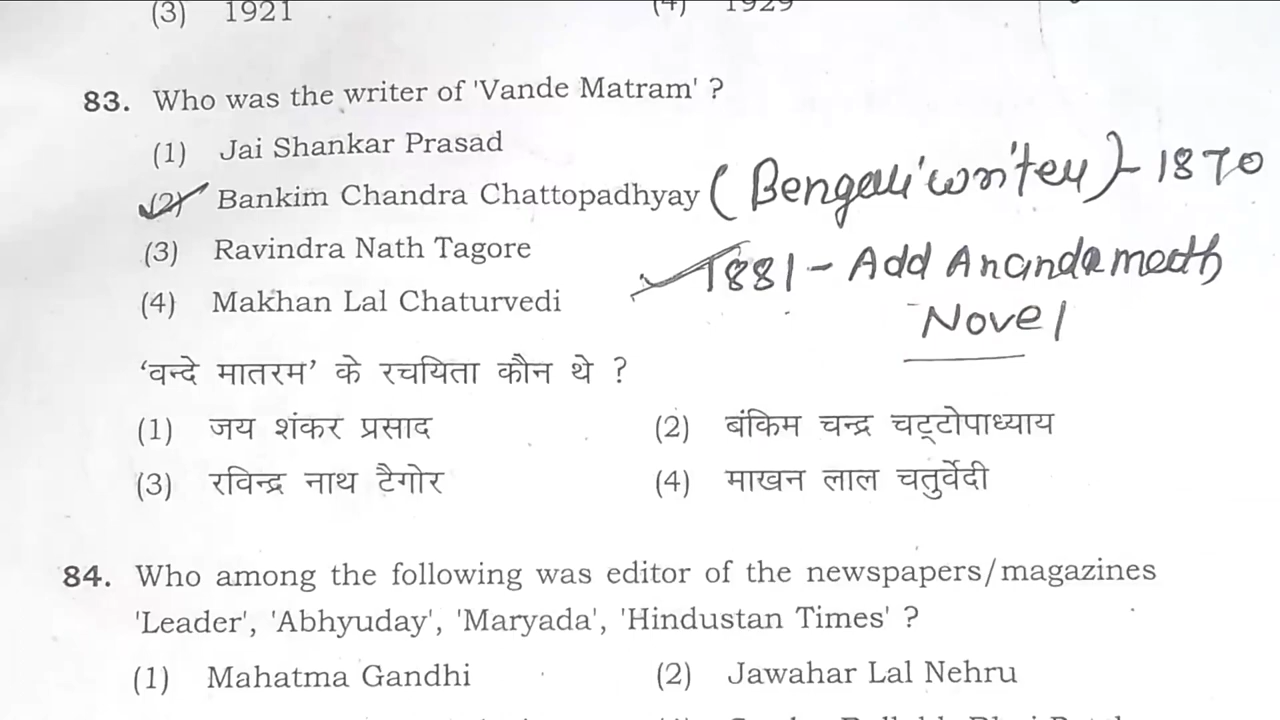 (3) 1921 (4) 1929
83. Who was the writer of 'Vande Matram' ?
(1) Jai Shankar Prasad
(2) Bankim Chandra Chattopadhyay (Bengali writer) - 1870
(3) Ravindra Nath Tagore
1881 - Add Anandamath
(4) Makhan Lal Chaturvedi
Novel
‘वन्दे मातरम’ के रचयिता कौन थे ?
(1) जय शंकर प्रसाद (2) बंकिम चन्द्र चट्टोपाध्याय
(3) रविन्द्र नाथ टैगोर (4) माखन लाल चतुर्वेदी
84. Who among the following was editor of the newspapers/magazines
'Leader', 'Abhyuday', 'Maryada', 'Hindustan Times' ?
(1) Mahatma Gandhi (2) Jawahar Lal Nehru